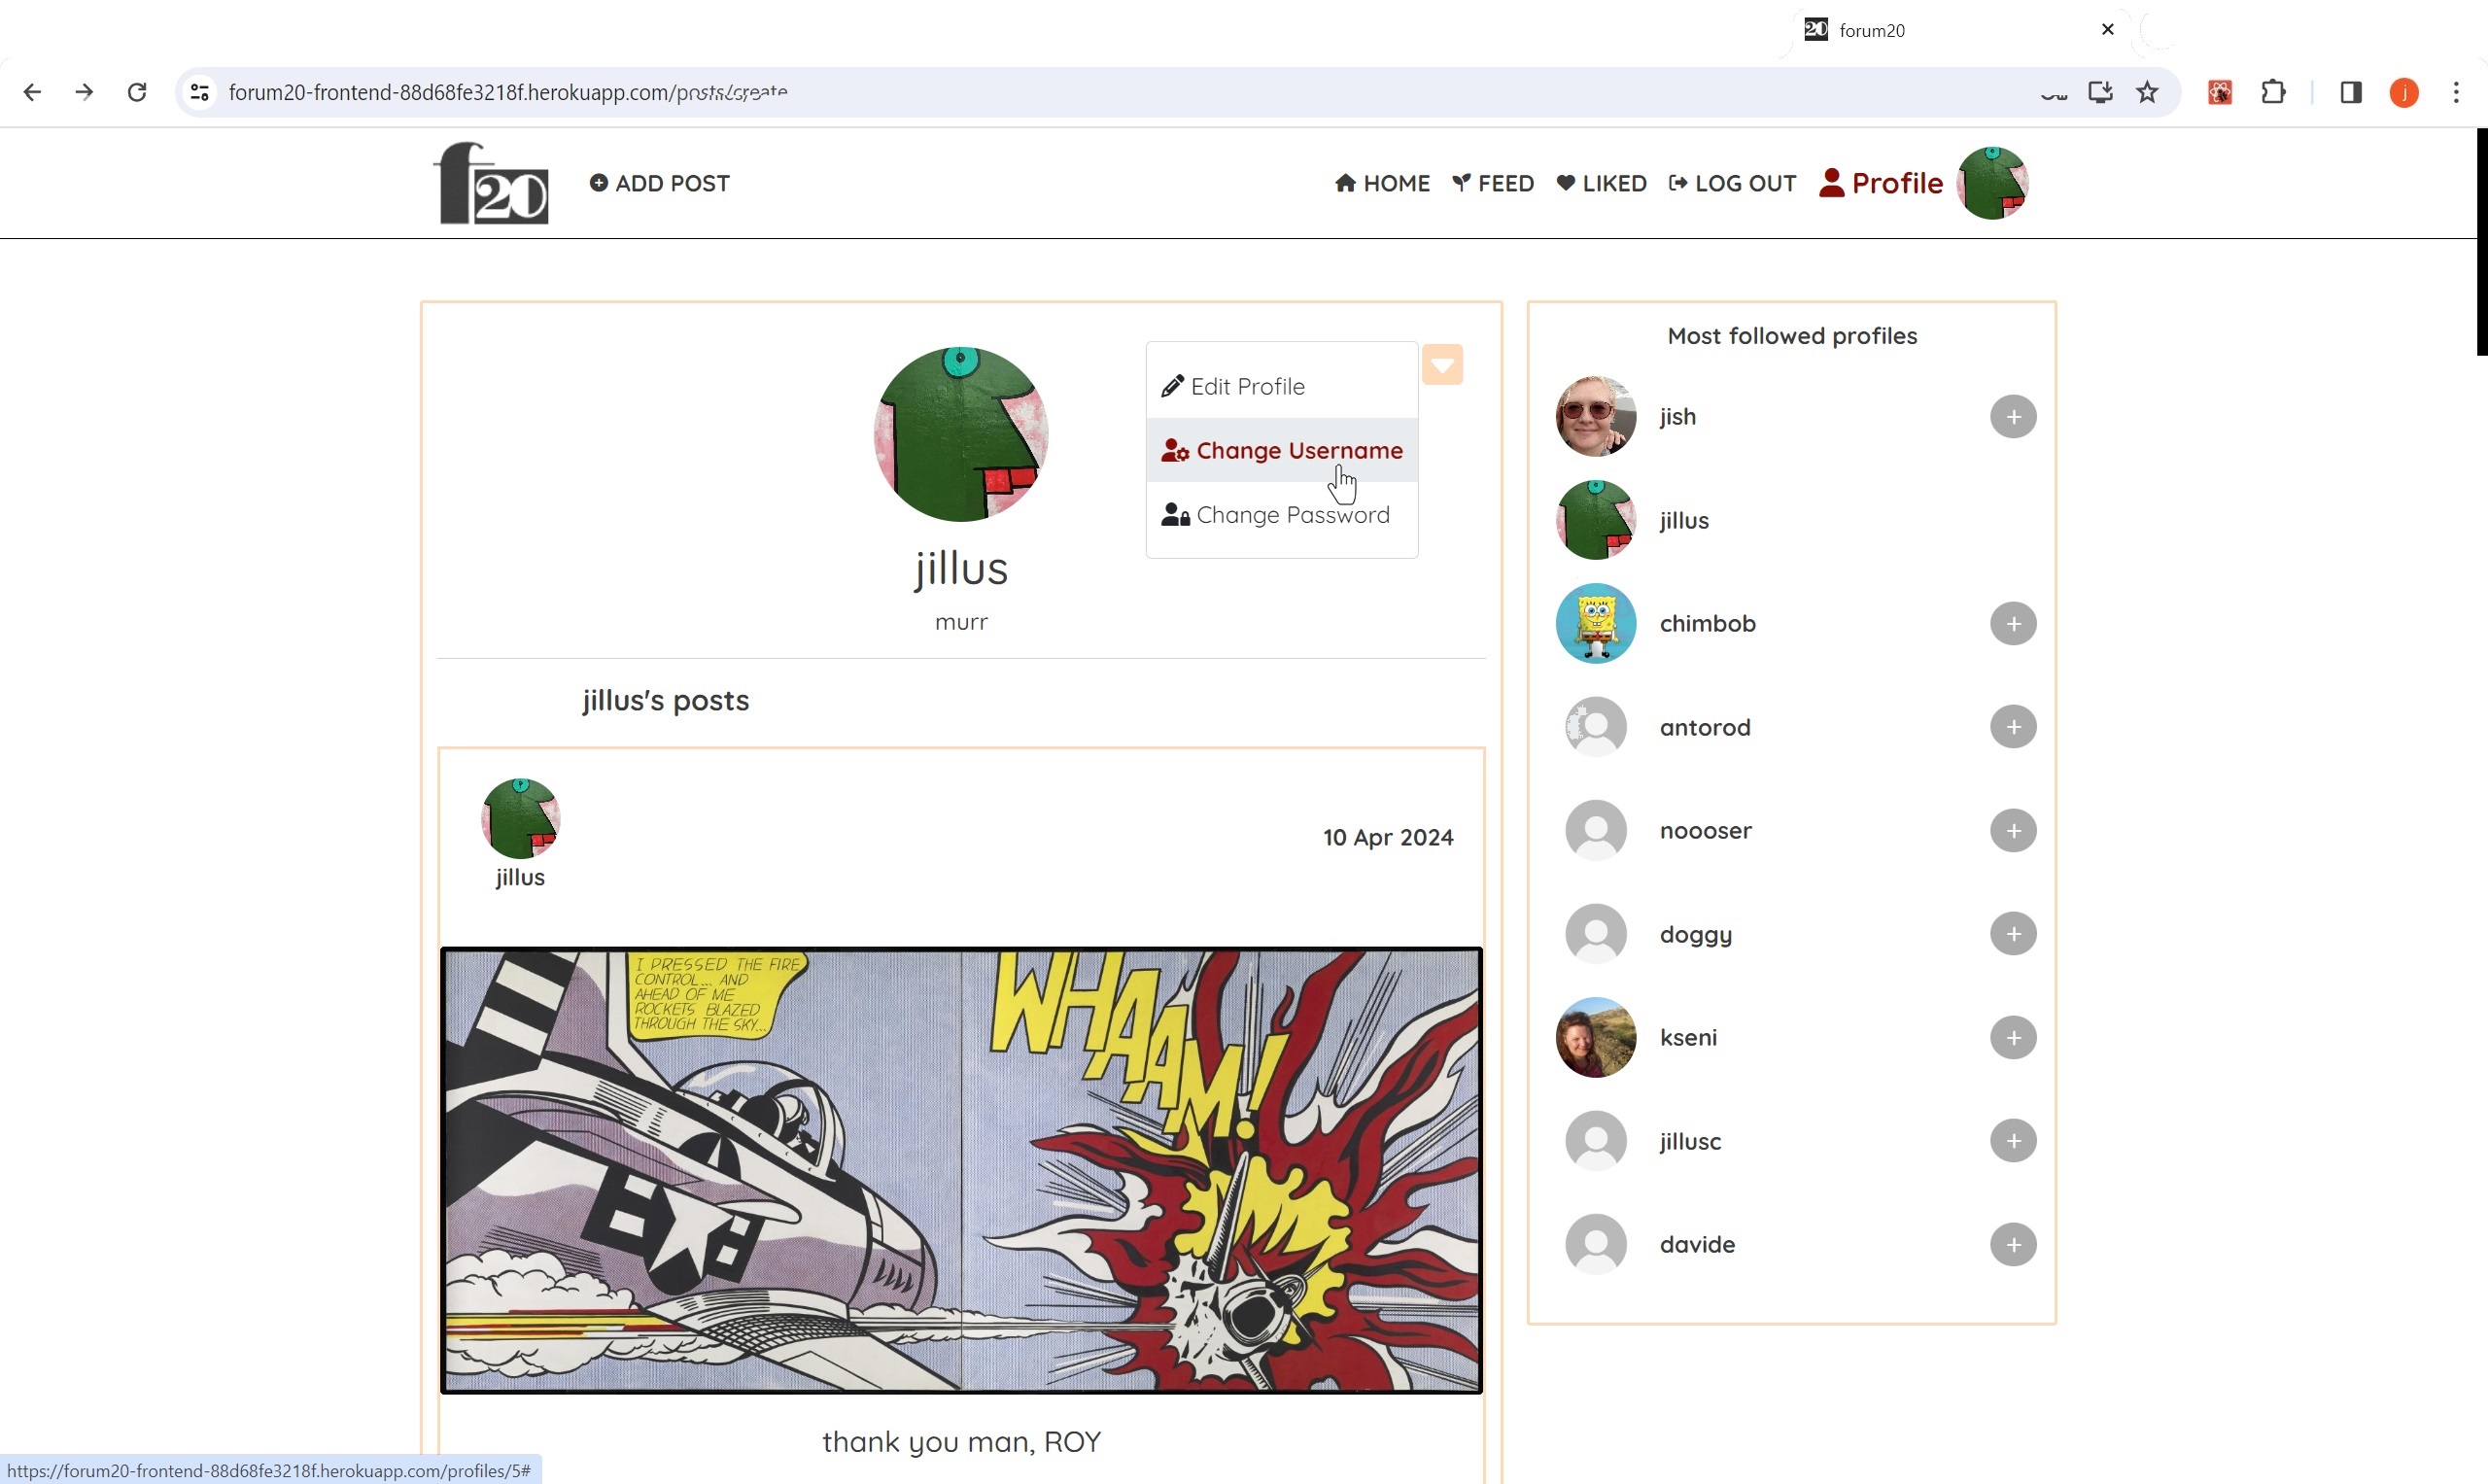 forum20
forum20-frontend-88d68fe3218f.herokuapp.com/posts/create
f20
ADD POST
HOME FEED LIKED LOG OUT Profile
Edit Profile
Change Username
Change Password
jillus
murr
jillus's posts
jillus
10 Apr 2024
I PRESSED THE FIRE
CONTROL... AND
AHEAD OF ME
ROCKETS BLAZED
THROUGH THE SKY...
WHAAM!
thank you man, ROY
Most followed profiles
jish
jillus
chimbob
antorod
noooser
doggy
kseni
jillusc
davide
https://forum20-frontend-88d68fe3218f.herokuapp.com/profiles/5#